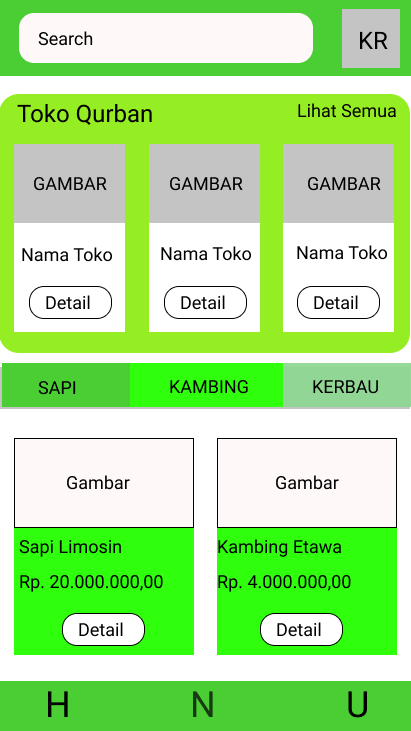 Search
KR
Toko Qurban
Lihat Semua
GAMBAR
GAMBAR
GAMBAR
Nama Toko
Nama Toko
Nama Toko
Detail
Detail
Detail
SAPI
KAMBING
KERBAU
Gambar
Gambar
Sapi Limosin
Kambing Etawa
Rp. 20.000.000,00
Rp. 4.000.000,00
Detail
Detail
H
N
U